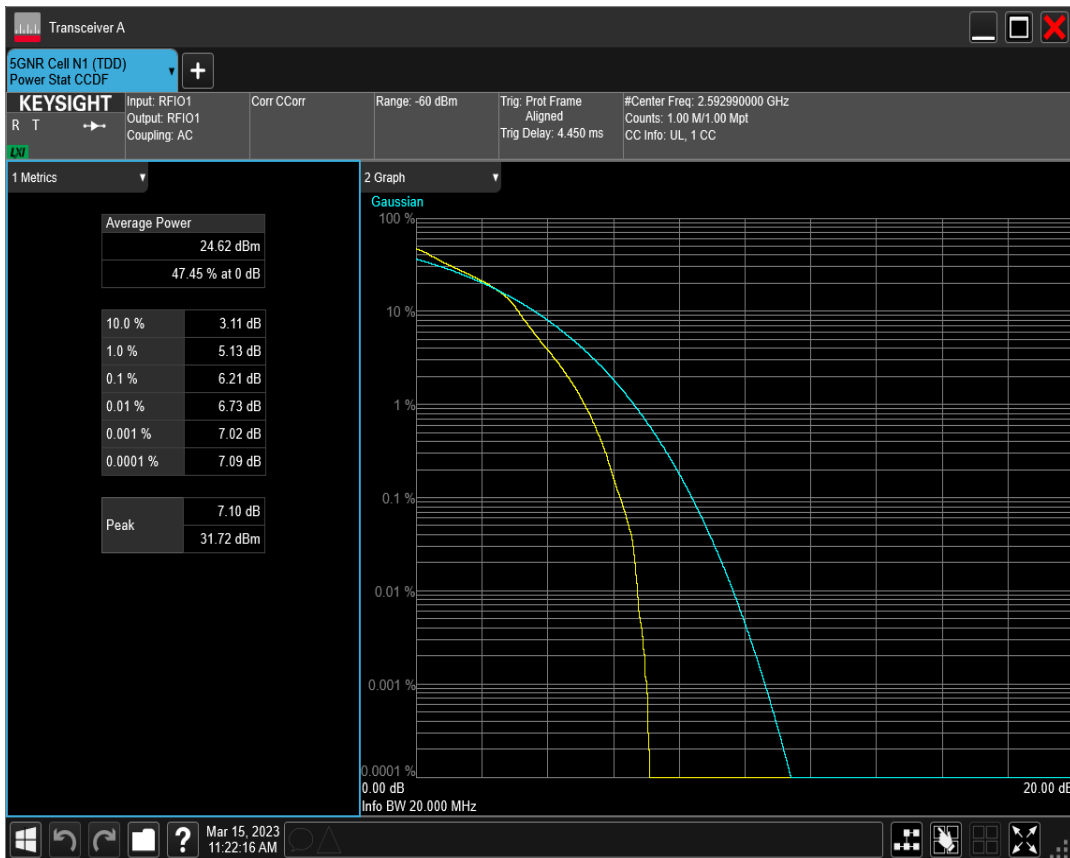 Transceiver A
5GNR Cell N1 (TDD)
Power Stat CCDF
+
KEYSIGHT
R T
LXI
Input: RFIO1
Output: RFIO1
Coupling: AC
Corr CCorr
Range: -60 dBm
Trig: Prot Frame
Aligned
Trig Delay: 4.450 ms
#Center Freq: 2.592990000 GHz
Counts: 1.00 M/1.00 Mpt
CC Info: UL, 1 CC
1 Metrics
Average Power
24.62 dBm
47.45 % at 0 dB
10.0 % 3.11 dB
1.0 % 5.13 dB
0.1 % 6.21 dB
0.01 % 6.73 dB
0.001 % 7.02 dB
0.0001 % 7.09 dB
Peak
7.10 dB
31.72 dBm
2 Graph
Gaussian
100 %
10 %
1 %
0.1 %
0.01 %
0.001 %
0.0001 %
0.00 dB 20.00 dB
Info BW 20.000 MHz
?
Mar 15, 2023
11:22:16 AM